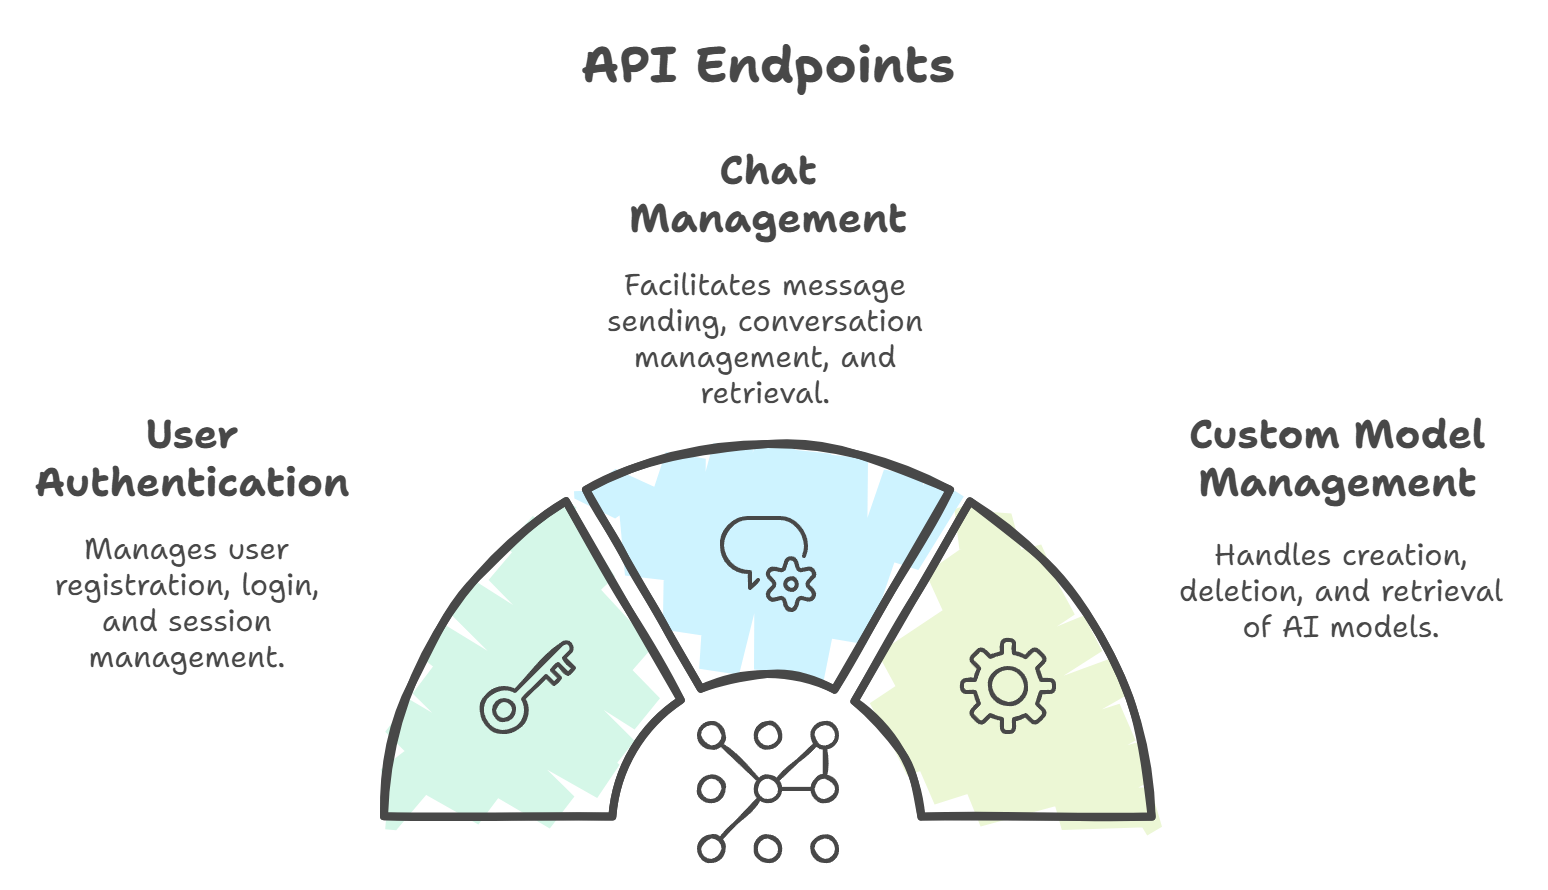 API Endpoints
Chat
Management
Facilitates message
sending, conversation
management, and
retrieval.
User
Authentication
Manages user
registration, login,
and session
management.
Custom Model
Management
Handles creation,
deletion, and retrieval
of AI models.